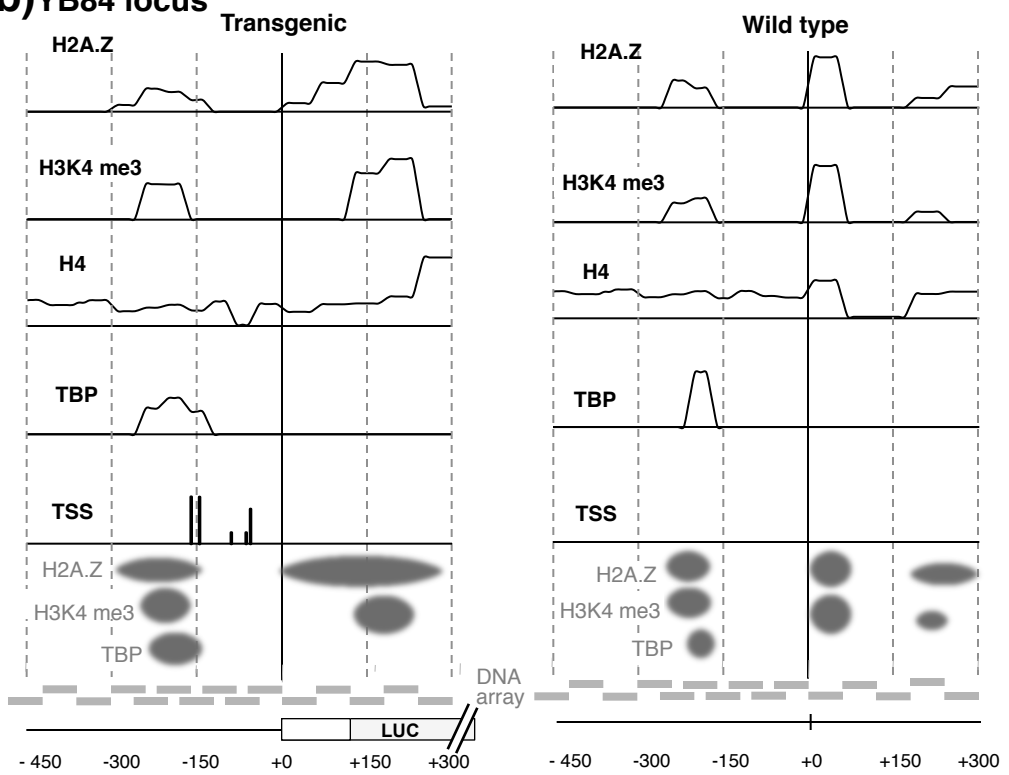 b) YB84 locus
Transgenic
H2A.Z
H3K4 me3
H4
TBP
TSS
H2A.Z
H3K4 me3
TBP
LUC
- 450 -300 -150 +0 +150 +300
DNA
array
Wild type
H2A.Z
H3K4 me3
H4
TBP
TSS
H2A.Z
H3K4 me3
TBP
- 450 -300 -150 +0 +150 +300